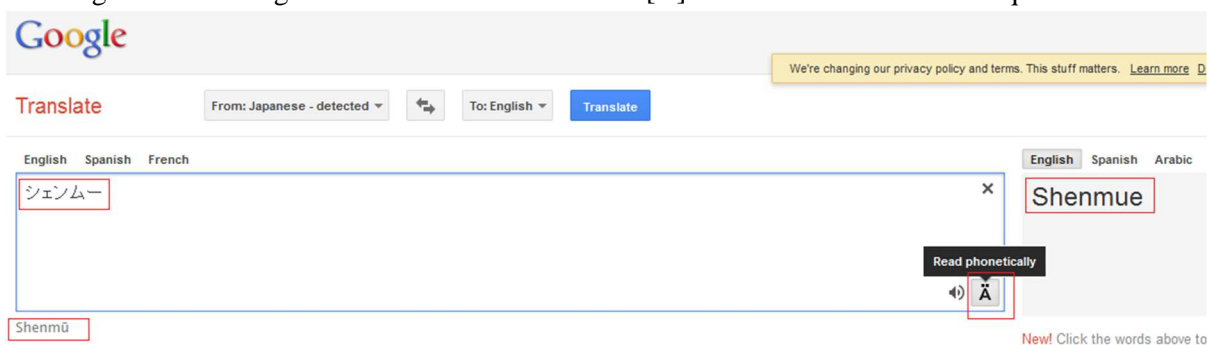 Google
We're changing our privacy policy and terms. This stuff matters. Learn more D
Translate From: Japanese - detected To: English Translate
English Spanish French English Spanish Arabic
シェンムー Shenmue
Read phonetically
Ä
Shenmū
New! Click the words above to